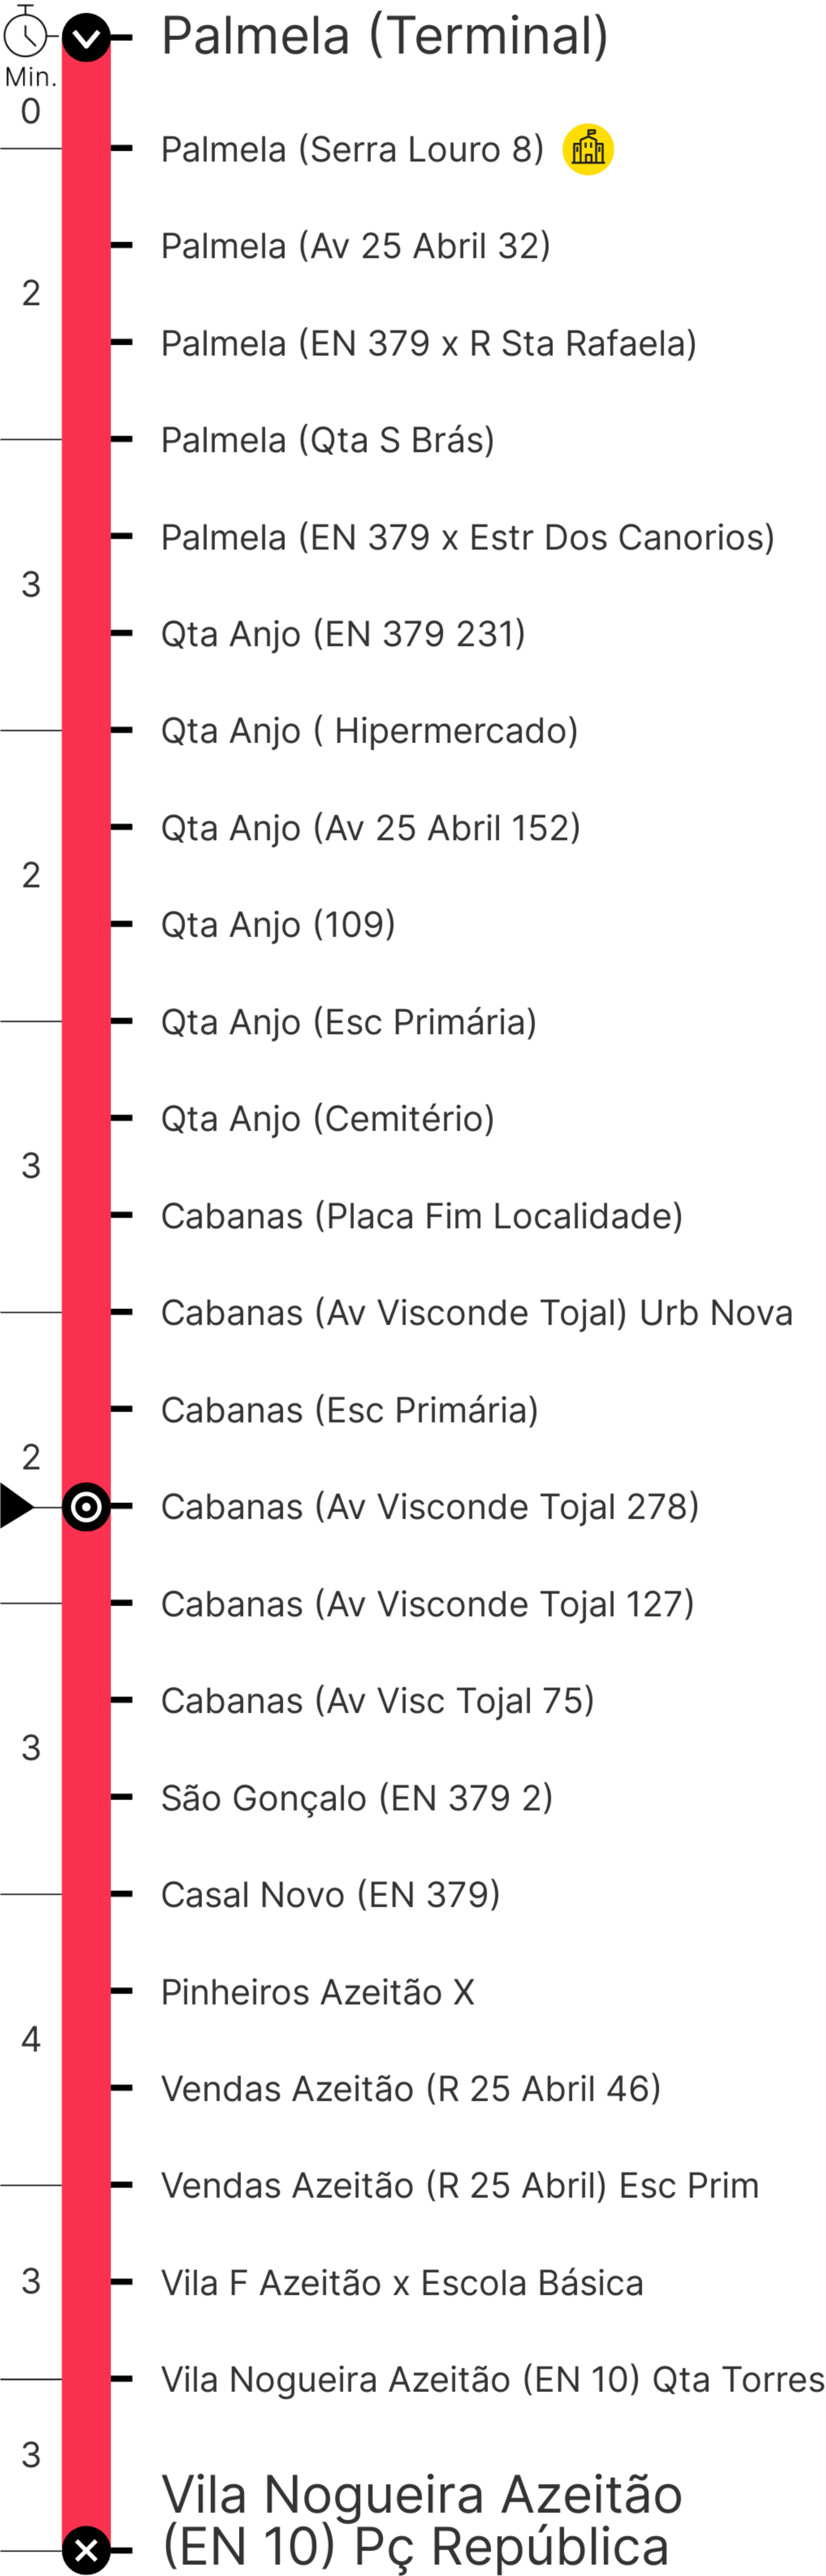 Palmela (Terminal)
Min.
0
Palmela (Serra Louro 8)
Palmela (Av 25 Abril 32)
2
Palmela (EN 379 x R Sta Rafaela)
Palmela (Qta S Brás)
Palmela (EN 379 x Estr Dos Canorios)
3
Qta Anjo (EN 379 231)
Qta Anjo ( Hipermercado)
Qta Anjo (Av 25 Abril 152)
2
Qta Anjo (109)
Qta Anjo (Esc Primária)
Qta Anjo (Cemitério)
3
Cabanas (Placa Fim Localidade)
Cabanas (Av Visconde Tojal) Urb Nova
Cabanas (Esc Primária)
2
Cabanas (Av Visconde Tojal 278)
Cabanas (Av Visconde Tojal 127)
Cabanas (Av Visc Tojal 75)
3
São Gonçalo (EN 379 2)
Casal Novo (EN 379)
Pinheiros Azeitão X
4
Vendas Azeitão (R 25 Abril 46)
Vendas Azeitão (R 25 Abril) Esc Prim
3
Vila F Azeitão x Escola Básica
Vila Nogueira Azeitão (EN 10) Qta Torres
3
Vila Nogueira Azeitão
(EN 10) Pç República